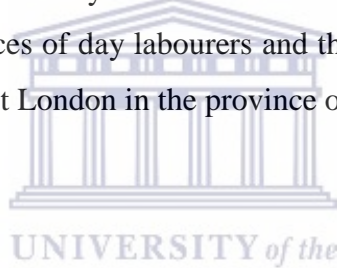 ces of day labourers and th
t London in the province o
UNIVERSITY of the